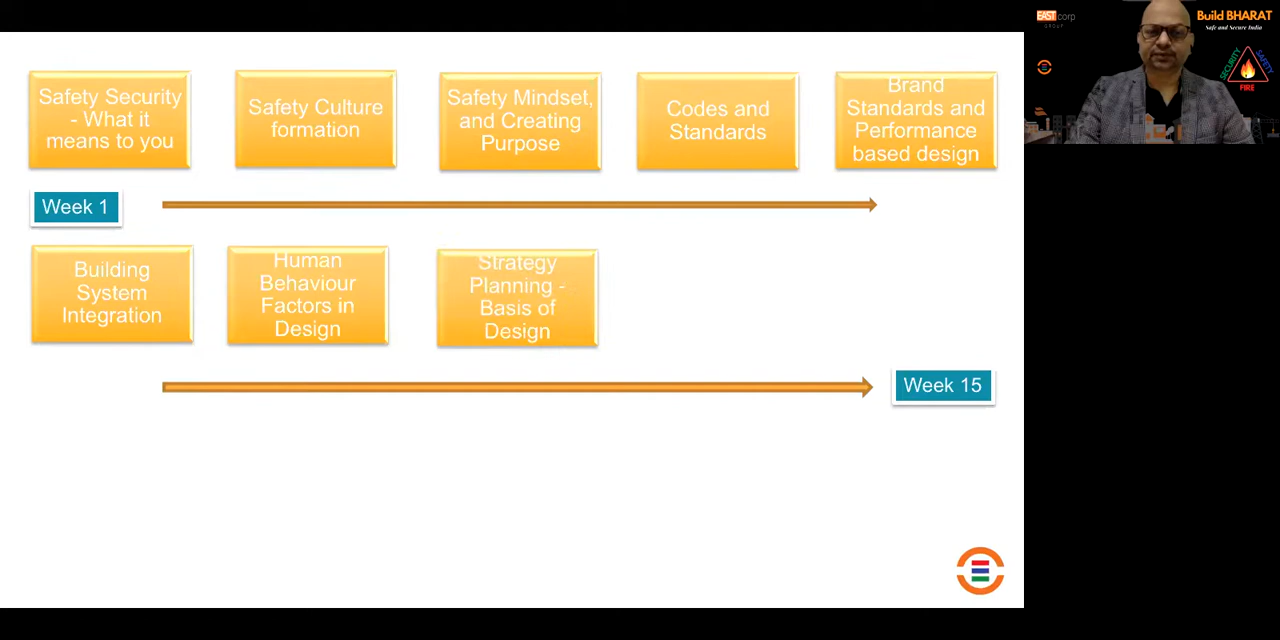 Safety Security
- What it
means to you
Safety Culture
formation
Safety Mindset,
and Creating
Purpose
Codes and
Standards
Brand
Standards and
Performance
based design
Week 1
Building
System
Integration
Human
Behaviour
Factors in
Design
Strategy
Planning -
Basis of
Design
Week 15
EASTcorp
GROUP
Build BHARAT
Safe and Secure India
SECURITY
SAFETY
FIRE